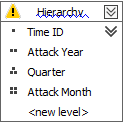 Hierarchy
Time ID
Attack Year
Quarter
Attack Month
<new level>